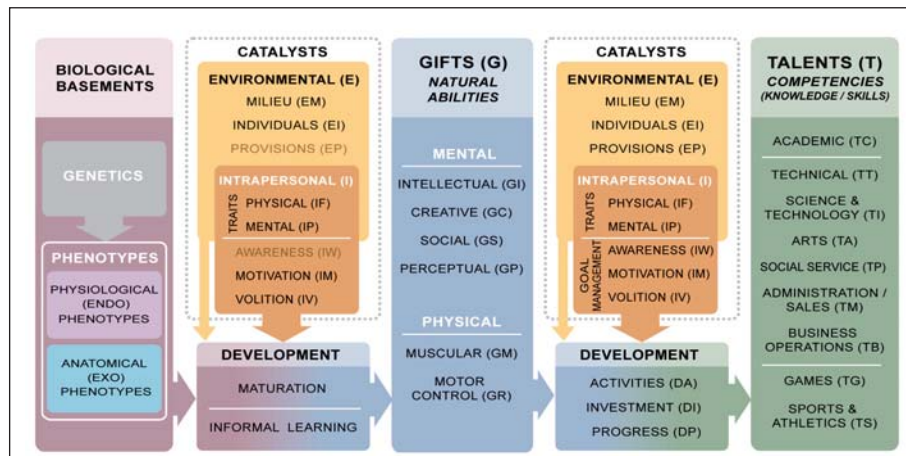 BIOLOGICAL
BASEMENTS
GENETICS
PHENOTYPES
PHYSIOLOGICAL
(ENDO)
PHENOTYPES
ANATOMICAL
(EXO)
PHENOTYPES
CATALYSTS
ENVIRONMENTAL (E)
MILIEU (EM)
INDIVIDUALS (EI)
PROVISIONS (EP)
INTRAPERSONAL (I)
TRAITS
PHYSICAL (IF)
MENTAL (IP)
AWARENESS (IW)
MOTIVATION (IM)
VOLITION (IV)
DEVELOPMENT
MATURATION
INFORMAL LEARNING
GIFTS (G)
NATURAL
ABILITIES
MENTAL
INTELLECTUAL (GI)
CREATIVE (GC)
SOCIAL (GS)
PERCEPTUAL (GP)
PHYSICAL
MUSCULAR (GM)
MOTOR
CONTROL (GR)
CATALYSTS
ENVIRONMENTAL (E)
MILIEU (EM)
INDIVIDUALS (EI)
PROVISIONS (EP)
INTRAPERSONAL (I)
TRAITS
PHYSICAL (IF)
MENTAL (IP)
GOAL
MANAGEMENT
AWARENESS (IW)
MOTIVATION (IM)
VOLITION (IV)
DEVELOPMENT
ACTIVITIES (DA)
INVESTMENT (DI)
PROGRESS (DP)
TALENTS (T)
COMPETENCIES
(KNOWLEDGE / SKILLS)
ACADEMIC (TC)
TECHNICAL (TT)
SCIENCE &
TECHNOLOGY (TI)
ARTS (TA)
SOCIAL SERVICE (TP)
ADMINISTRATION /
SALES (TM)
BUSINESS
OPERATIONS (TB)
GAMES (TG)
SPORTS &
ATHLETICS (TS)